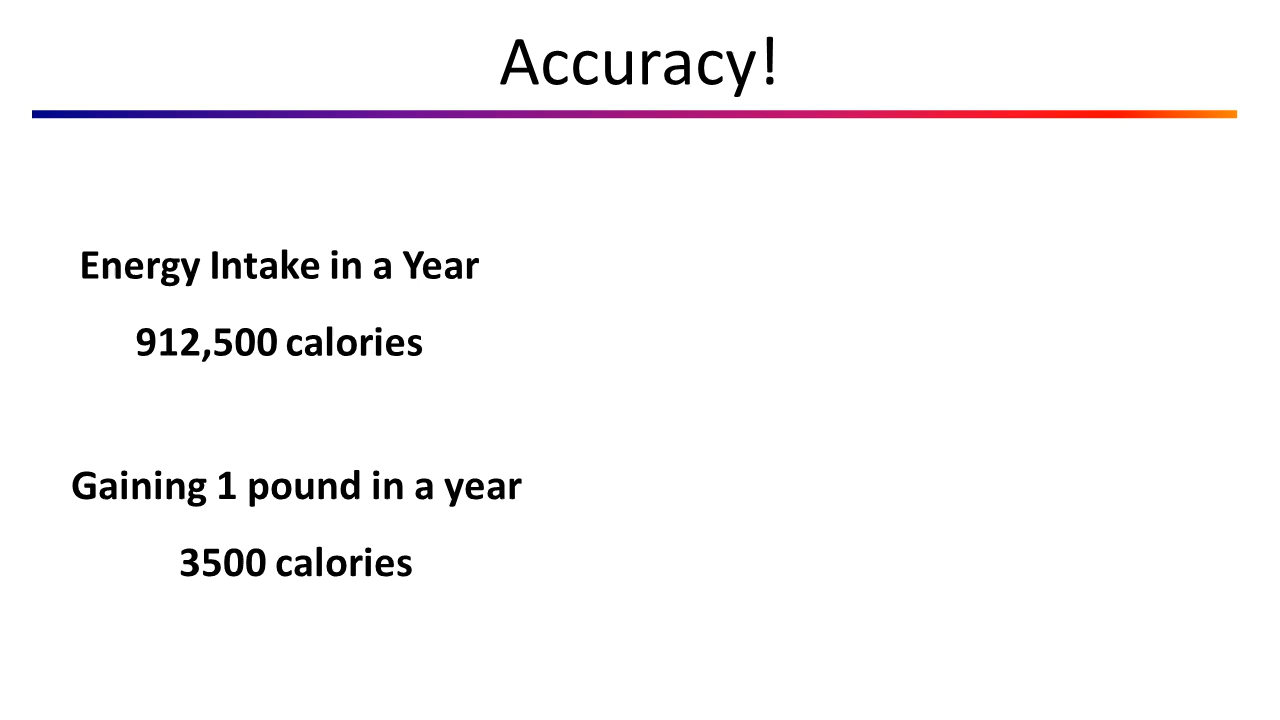 Accuracy!
Energy Intake in a Year
912,500 calories
Gaining 1 pound in a year
3500 calories